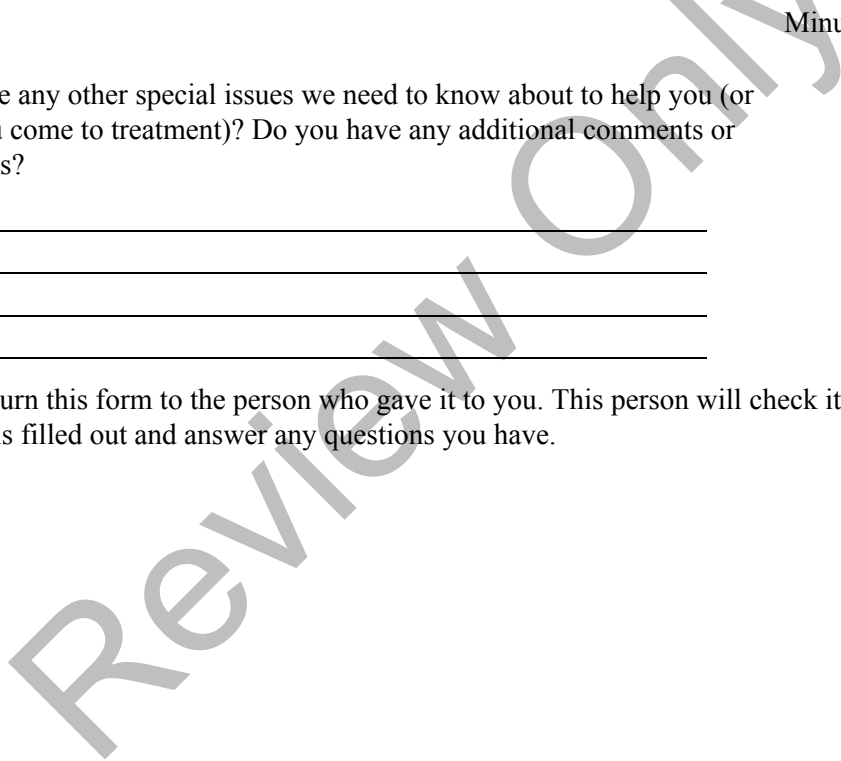 Minu
e any other special issues we need to know about to help you (or
come to treatment)? Do you have any additional comments or
s?
urn this form to the person who gave it to you. This person will check it
s filled out and answer any questions you have.
Review Only